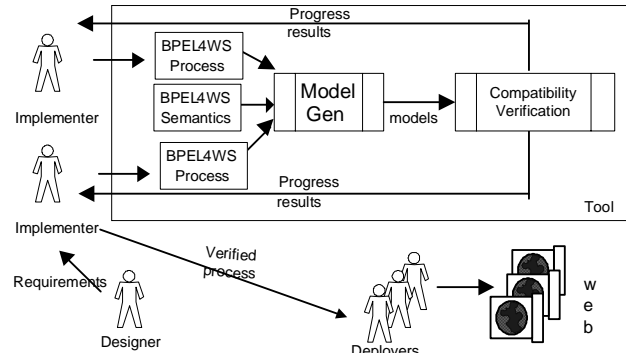 Progress
results
BPEL4WS
Process
Model
Gen
Compatibility
Verification
BPEL4WS
Semantics
models
Implementer
BPEL4WS
Process
Progress
results
Tool
Implementer
Verified
process
Requirements
w
e
b
Designer
Deployers